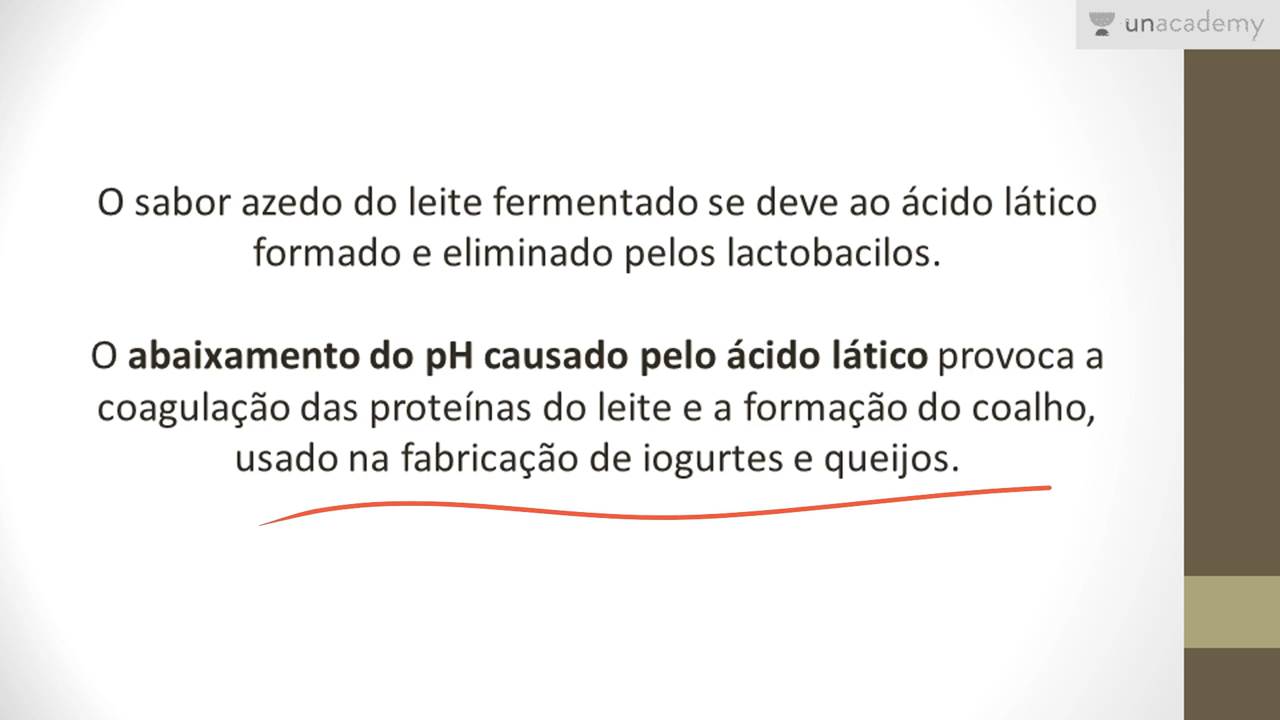 unacademy
O sabor azedo do leite fermentado se deve ao ácido lático
formado e eliminado pelos lactobacilos.
O abaixamento do pH causado pelo ácido lático provoca a
coagulação das proteínas do leite e a formação do coalho,
usado na fabricação de iogurtes e queijos.